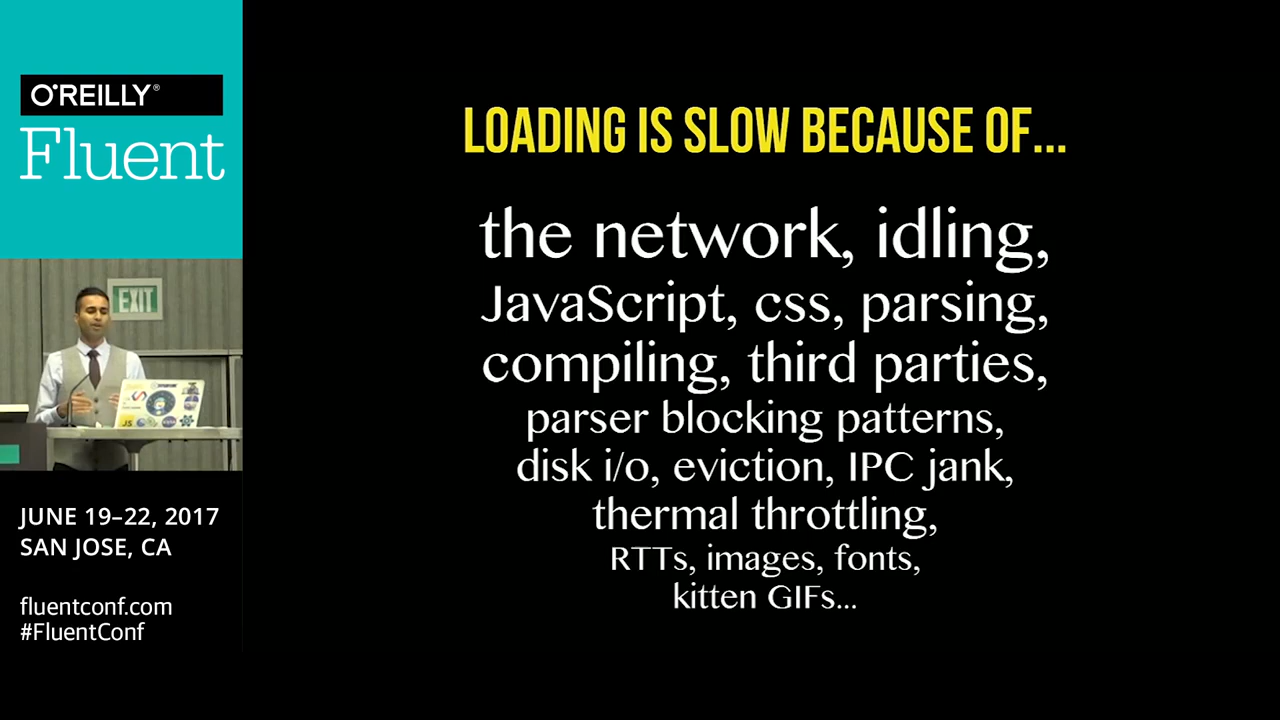 O'REILLY®
Fluent
EXIT
JS
JUNE 19–22, 2017
SAN JOSE, CA
fluentconf.com
#FluentConf
LOADING IS SLOW BECAUSE OF...
the network, idling,
JavaScript, css, parsing,
compiling, third parties,
parser blocking patterns,
disk i/o, eviction, IPC jank,
thermal throttling,
RTTs, images, fonts,
kitten GIFs...